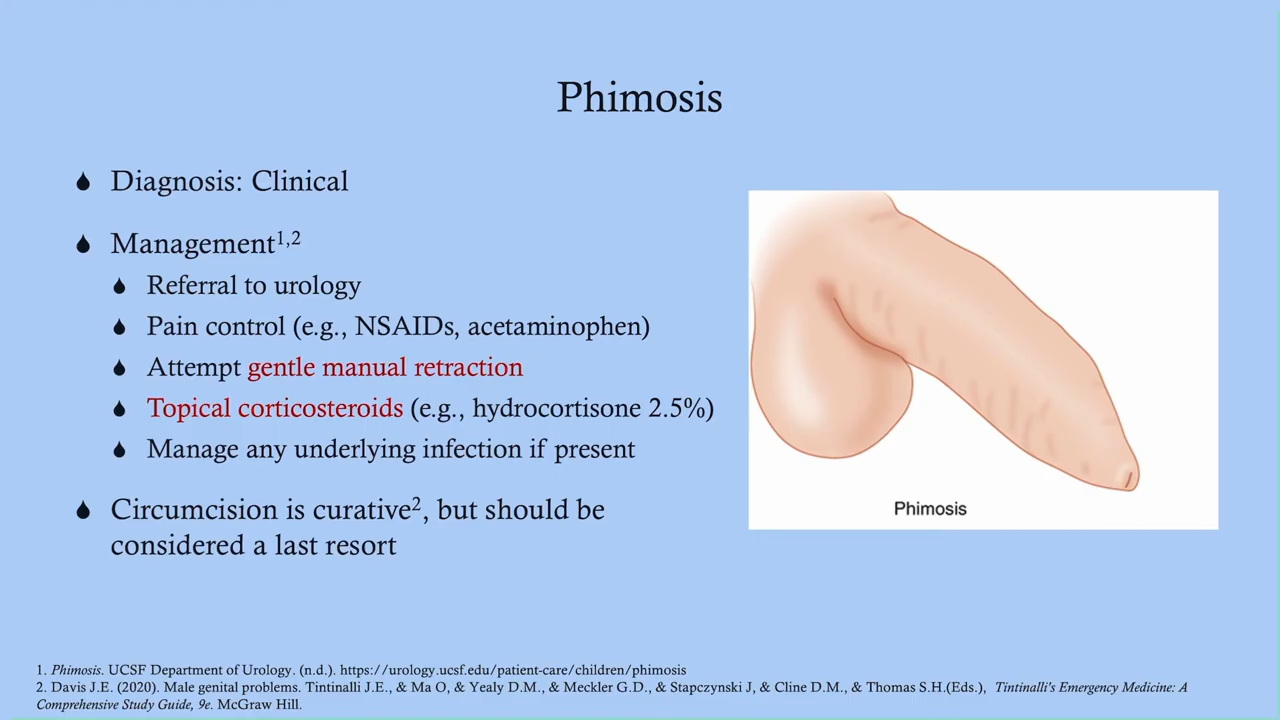 Phimosis
Diagnosis: Clinical
Management1,2
Referral to urology
Pain control (e.g., NSAIDs, acetaminophen)
Attempt gentle manual retraction
Topical corticosteroids (e.g., hydrocortisone 2.5%)
Manage any underlying infection if present
Circumcision is curative2, but should be
considered a last resort
Phimosis
1. Phimosis. UCSF Department of Urology. (n.d.). https://urology.ucsf.edu/patient-care/children/phimosis
2. Davis J.E. (2020). Male genital problems. Tintinalli J.E., & Ma O, & Yealy D.M., & Meckler G.D., & Stapczynski J, & Cline D.M., & Thomas S.H.(Eds.), Tintinalli's Emergency Medicine: A
Comprehensive Study Guide, 9e. McGraw Hill.